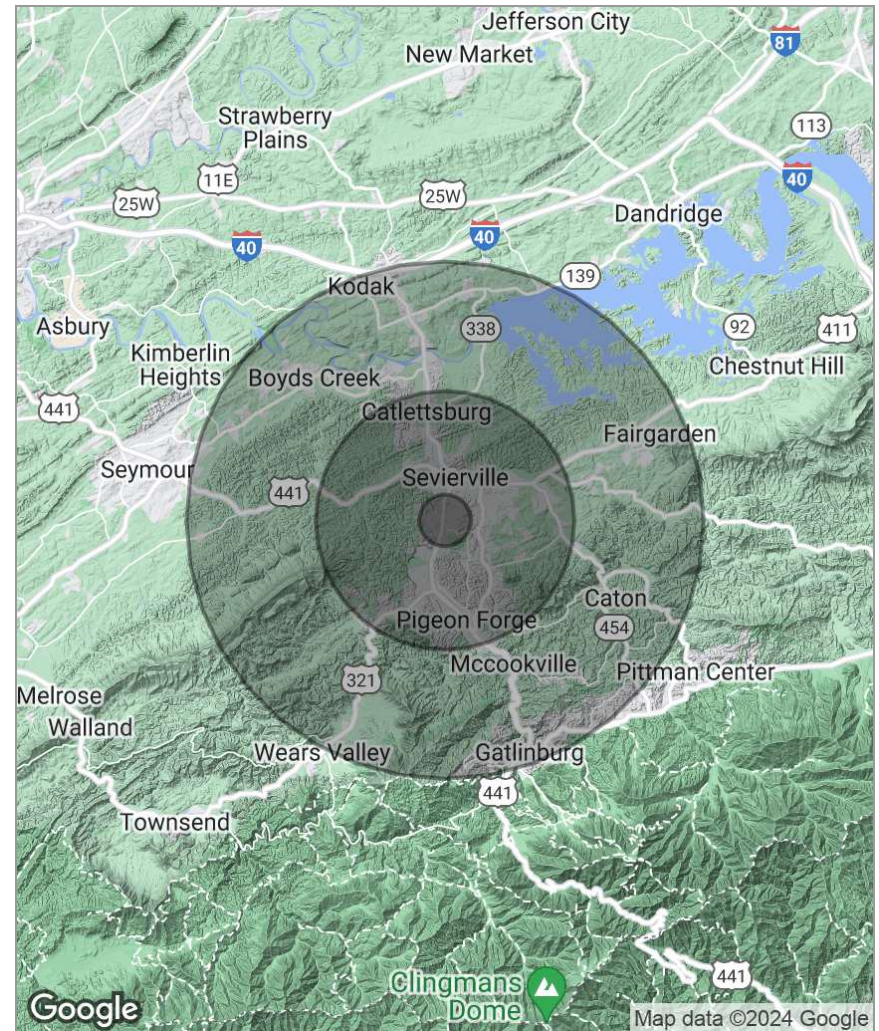 Jefferson City
New Market
81
Strawberry
Plains
113
11E
40
25W
25W
Dandridge
40
40
139
Kodak
Asbury
338
92
411
Kimberlin
Heights
Boyds Creek
Chestnut Hill
441
Catlettsburg
Fairgarden
Seymour
Sevierville
441
Caton
Pigeon Forge
454
Mccookville
Pittman Center
321
Melrose
Walland
Wears Valley
Gatlinburg
441
Townsend
441
Clingmans
Dome
Google
Map data ©2024 Google